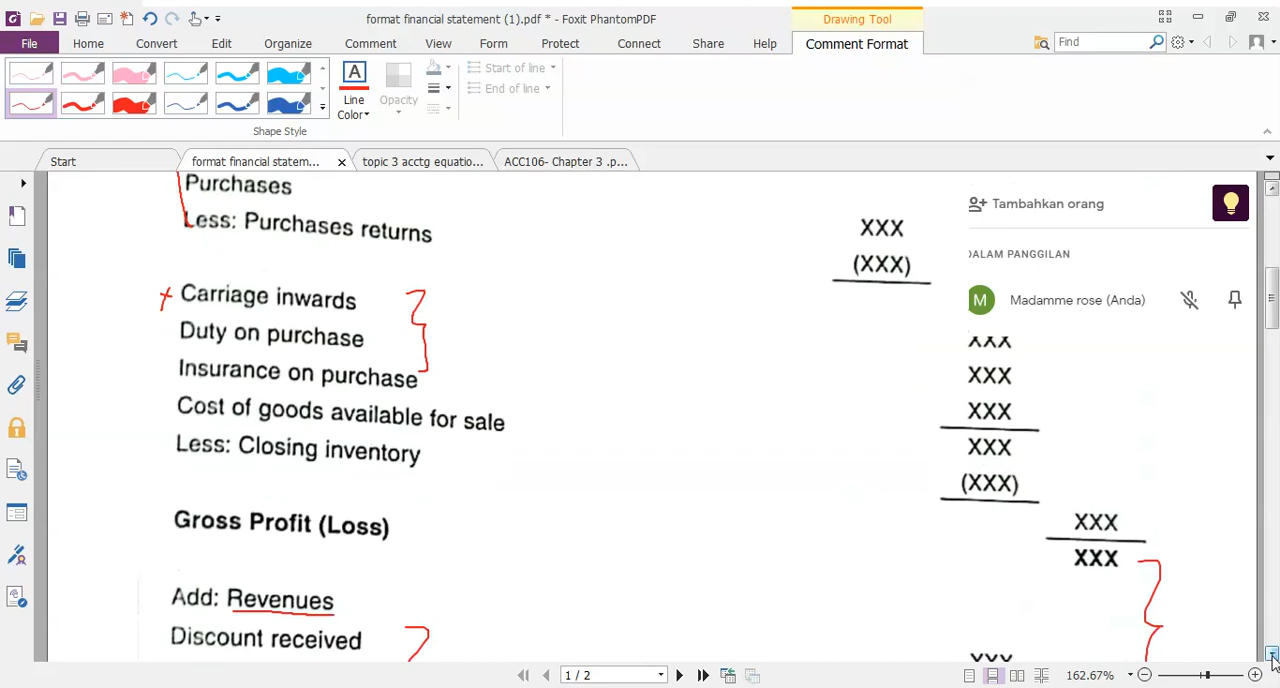 format financial statement (1).pdf * - Foxit PhantomPDF
Drawing Tool
File Home Convert Edit Organize Comment View Form Protect Connect Share Help Comment Format
Find
A
Line Color
Opacity
Start of line
End of line
Shape Style
Start
format financial statem...
topic 3 acctg equatio...
ACC106- Chapter 3 .p...
Purchases
Less: Purchases returns
XXX
(XXX)
Tambahkan orang
DALAM PANGGILAN
M Madamme rose (Anda)
Carriage inwards XXX
Duty on purchase XXX
Insurance on purchase XXX
Cost of goods available for sale XXX
Less: Closing inventory (XXX)
XXX
Gross Profit (Loss) XXX
Add: Revenues
Discount received XXX
1 / 2
162.67%